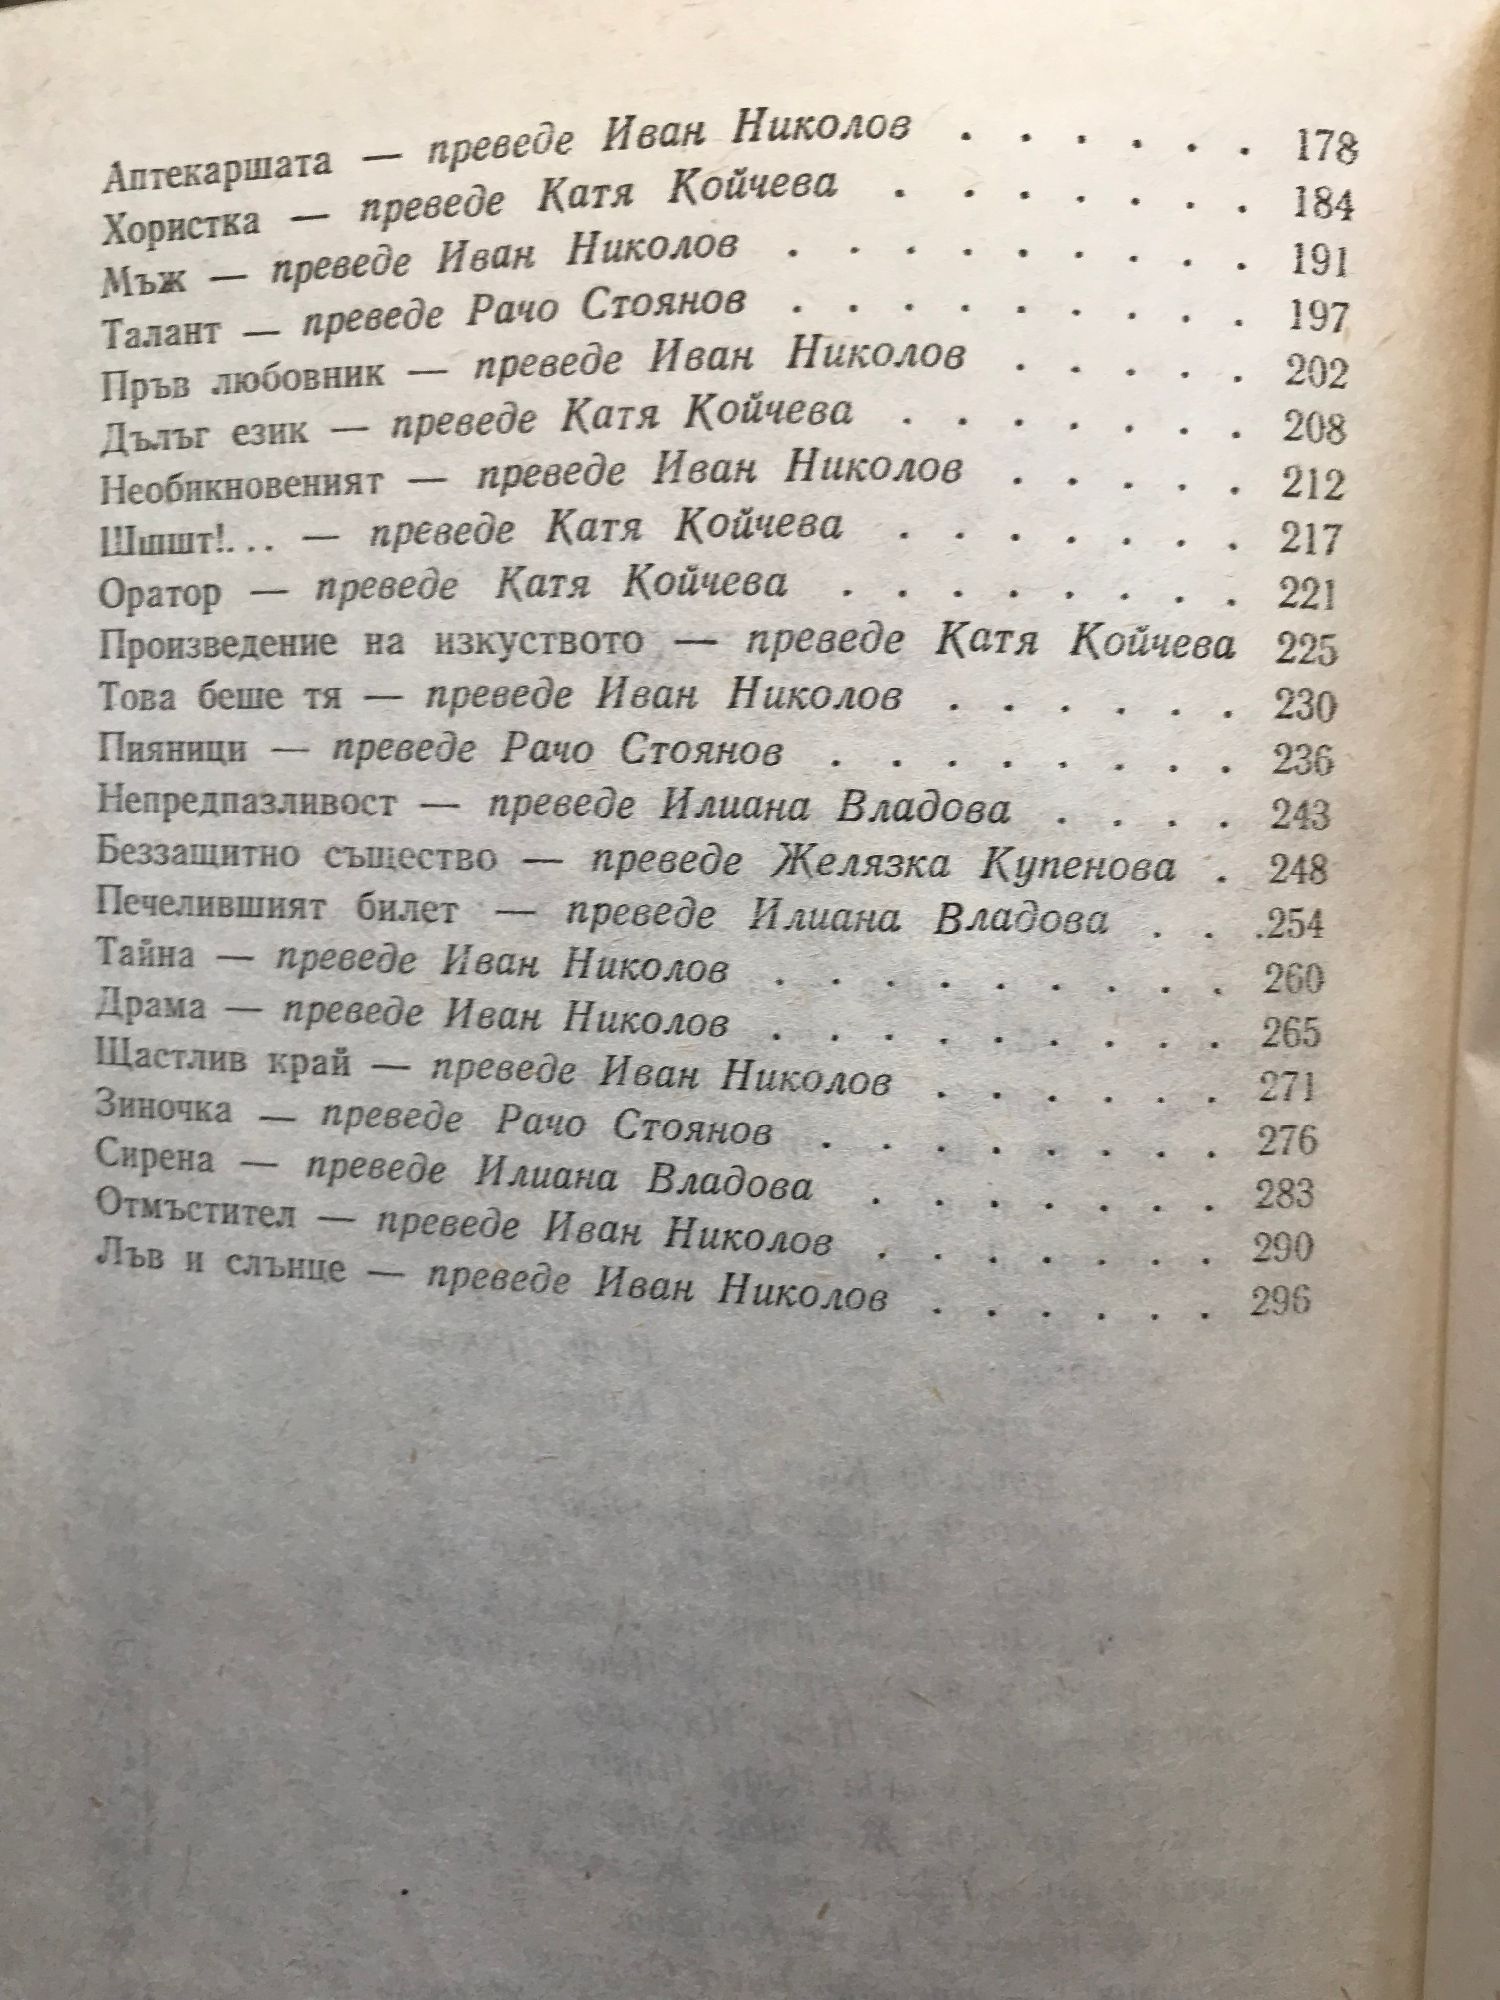 Аптекаршата — преведе Иван Николов . . . . . . 178
Хористка — преведе Катя Койчева . . . . . . . 184
Мъж — преведе Иван Николов . . . . . . . . . 191
Талант — преведе Рачо Стоянов . . . . . . . . . 197
Пръв любовник — преведе Иван Николов . . . . . 202
Дълъг език — преведе Катя Койчева . . . . . . . 208
Необикновеният — преведе Иван Николов . . . . . 212
Шшшт!... — преведе Катя Койчева . . . . . . . 217
Оратор — преведе Катя Койчева . . . . . . . . 221
Произведение на изкуството — преведе Катя Койчева 225
Това беше тя — преведе Иван Николов . . . . . . 230
Пияници — преведе Рачо Стоянов . . . . . . . . 236
Непредпазливост — преведе Илиана Владова . . . . 243
Беззащитно същество — преведе Желязка Купенова . 248
Печелившият билет — преведе Илиана Владова . . .254
Тайна — преведе Иван Николов . . . . . . . . . 260
Драма — преведе Иван Николов . . . . . . . . . 265
Щастлив край — преведе Иван Николов . . . . . . 271
Зиночка — преведе Рачо Стоянов . . . . . . . . 276
Сирена — преведе Илиана Владова . . . . . . . 283
Отмъстител — преведе Иван Николов . . . . . . . 290
Лъв и слънце — преведе Иван Николов . . . . . . 296